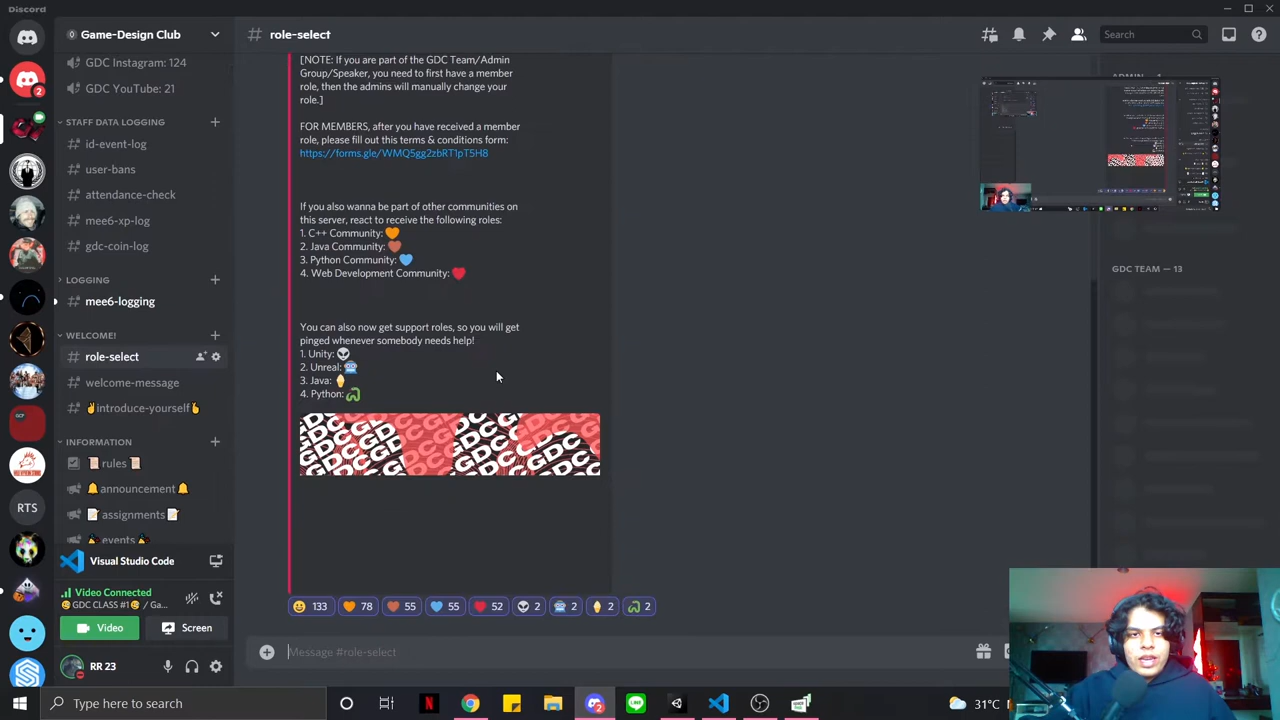 Discord
Game-Design Club
# role-select
Search
GDC Instagram: 124
GDC YouTube: 21
STAFF DATA LOGGING
id-event-log
user-bans
attendance-check
mee6-xp-log
gdc-coin-log
LOGGING
mee6-logging
WELCOME!
role-select
welcome-message
✌introduce-yourself🤞
INFORMATION
📜rules📜
🔔announcement🔔
📝assignments📝
🎉events🎉
Visual Studio Code
Video Connected
GDC CLASS #1 / Ga...
Video
Screen
RR 23
[NOTE: If you are part of the GDC Team/Admin
Group/Speaker, you need to first have a member
role, then the admins will manually change your
role.]
FOR MEMBERS, after you have received a member
role, please fill out this terms & conditions form:
https://forms.gle/WMQ5gg2zbRT1pT5H8
If you also wanna be part of other communities on
this server, react to receive the following roles:
1. C++ Community: 🧡
2. Java Community: 🤎
3. Python Community: 💙
4. Web Development Community: ❤
You can also now get support roles, so you will get
pinged whenever somebody needs help!
1. Unity: 👽
2. Unreal: 🤖
3. Java: 🍦
4. Python: 🐍
GDC GDC GDC GDC
133
78
55
55
52
2
2
2
2
Message #role-select
GDC TEAM — 13
RTS
2
Type here to search
31°C